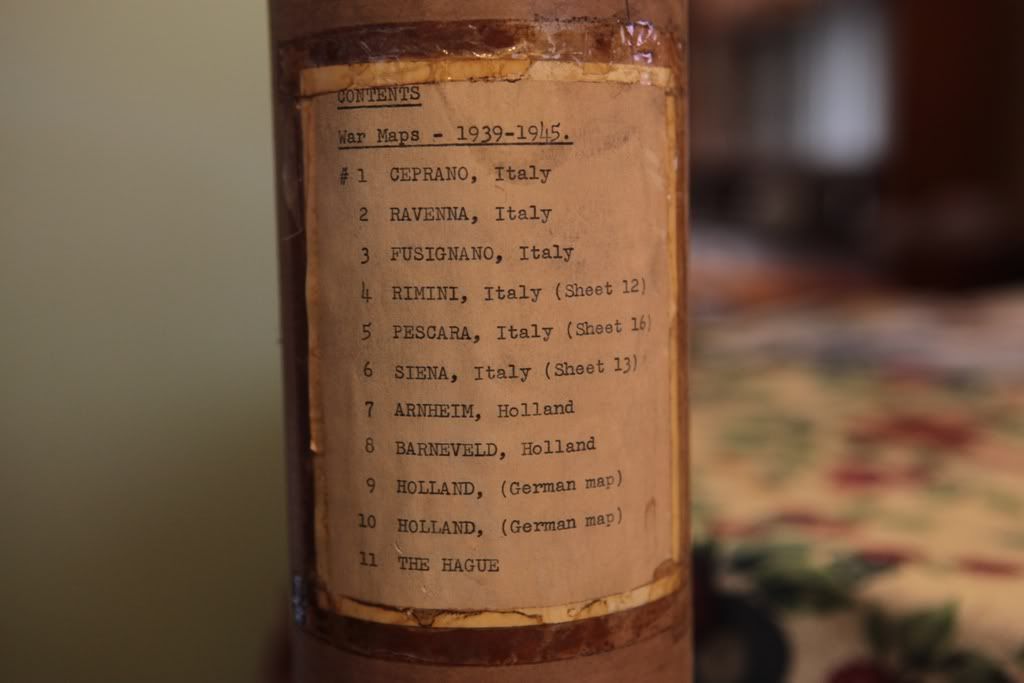 CONTENTS
War Maps - 1939-1945.
# 1 CEPRANO, Italy
2 RAVENNA, Italy
3 FUSIGNANO, Italy
4 RIMINI, Italy (Sheet 12)
5 PESCARA, Italy (Sheet 16)
6 SIENA, Italy (Sheet 13)
7 ARNHEIM, Holland
8 BARNEVELD, Holland
9 HOLLAND, (German map)
10 HOLLAND, (German map)
11 THE HAGUE